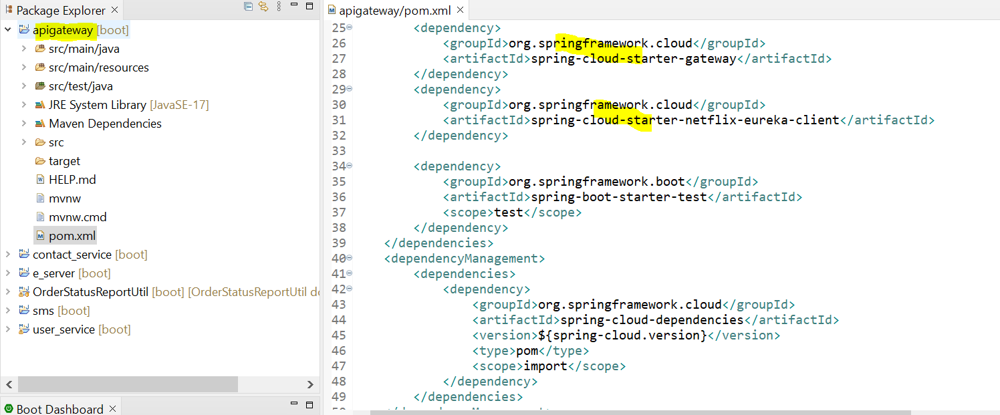 Package Explorer
apigateway [boot]
src/main/java
src/main/resources
src/test/java
JRE System Library [JavaSE-17]
Maven Dependencies
src
target
HELP.md
mvnw
mvnw.cmd
pom.xml
contact_service [boot]
e_server [boot]
OrderStatusReportUtil [boot] [OrderStatusReportUtil
sms [boot]
user_service [boot]
Boot Dashboard
apigateway/pom.xml
25 <dependency>
26 <groupId>org.springframework.cloud</groupId>
27 <artifactId>spring-cloud-starter-gateway</artifactId>
28 </dependency>
29 <dependency>
30 <groupId>org.springframework.cloud</groupId>
31 <artifactId>spring-cloud-starter-netflix-eureka-client</artifactId>
32 </dependency>
33
34 <dependency>
35 <groupId>org.springframework.boot</groupId>
36 <artifactId>spring-boot-starter-test</artifactId>
37 <scope>test</scope>
38 </dependency>
39 </dependencies>
40 <dependencyManagement>
41 <dependencies>
42 <dependency>
43 <groupId>org.springframework.cloud</groupId>
44 <artifactId>spring-cloud-dependencies</artifactId>
45 <version>${spring-cloud.version}</version>
46 <type>pom</type>
47 <scope>import</scope>
48 </dependency>
49 </dependencies>